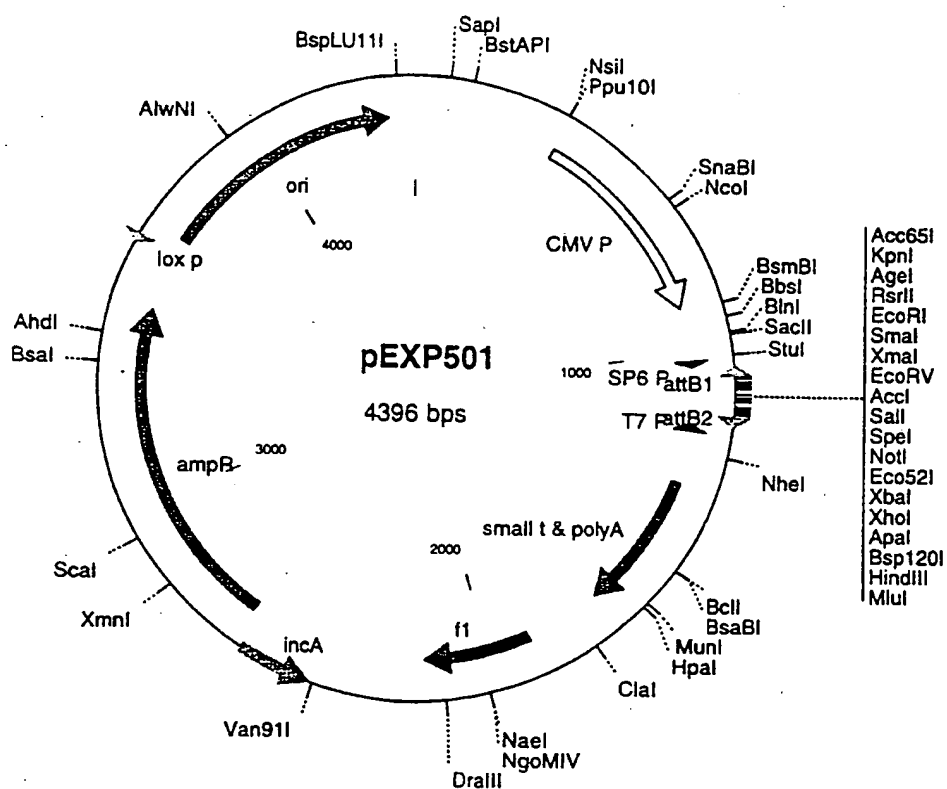 SapI
BspLU11I
BstAPI
NsiI
Ppu10I
AlwNI
SnaBI
NcoI
ori
4000
CMV P
lox p
BsmBI
BbsI
BlnI
SacII
StuI
AhdI
BsaI
pEXP501
4396 bps
1000
SP6 P
attB1
T7 P
attB2
Acc65I
KpnI
AgeI
RsrII
EcoRI
SmaI
XmaI
EcoRV
AccI
SalI
SpeI
NotI
Eco52I
XbaI
XhoI
ApaI
Bsp120I
HindIII
MluI
NheI
ampR
3000
small t & polyA
2000
ScaI
XmnI
BclI
BsaBI
MunI
HpaI
ClaI
f1
incA
Van91I
NaeI
NgoMIV
DraIII